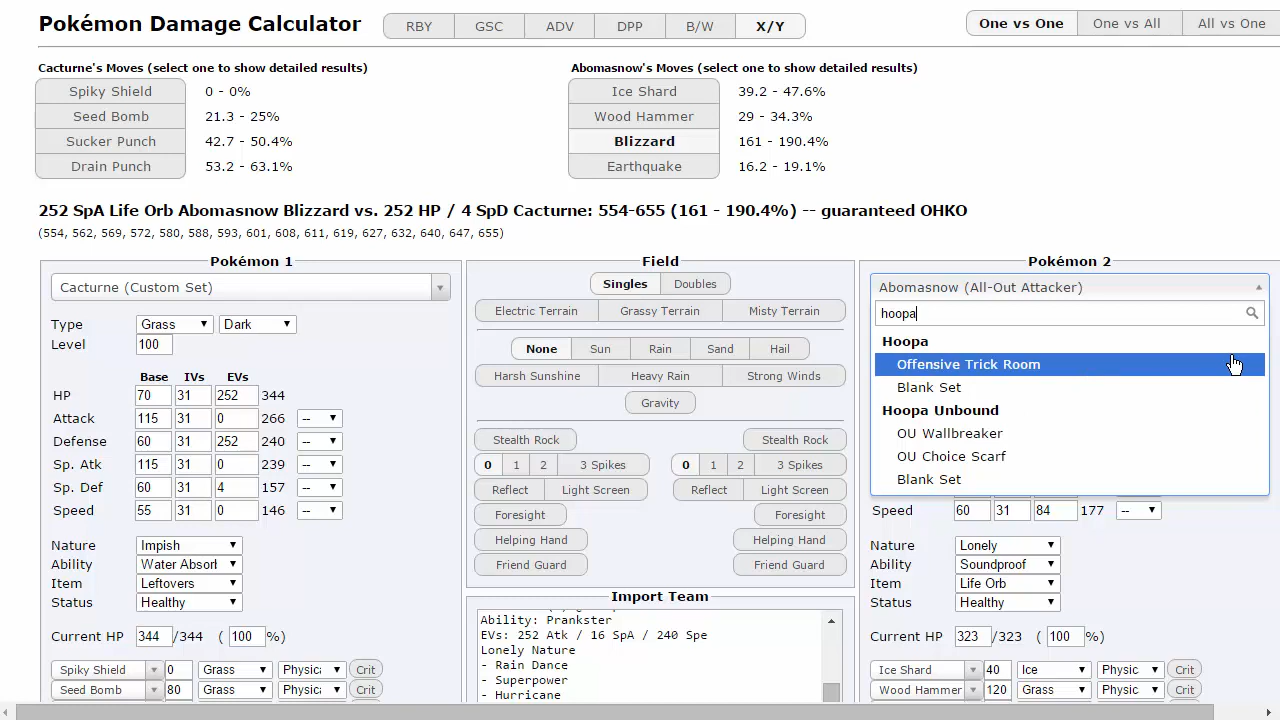 Pokémon Damage Calculator RBY GSC ADV DPP B/W X/Y One vs One One vs All All vs One
Cacturne's Moves (select one to show detailed results) Abomasnow's Moves (select one to show detailed results)
Spiky Shield 0 - 0% Ice Shard 39.2 - 47.6%
Seed Bomb 21.3 - 25% Wood Hammer 29 - 34.3%
Sucker Punch 42.7 - 50.4% Blizzard 161 - 190.4%
Drain Punch 53.2 - 63.1% Earthquake 16.2 - 19.1%
252 SpA Life Orb Abomasnow Blizzard vs. 252 HP / 4 SpD Cacturne: 554-655 (161 - 190.4%) -- guaranteed OHKO
(554, 562, 569, 572, 580, 588, 593, 601, 608, 611, 619, 627, 632, 640, 647, 655)
Pokémon 1
Cacturne (Custom Set)
Type Grass Dark
Level 100
Base IVs EVs
HP 70 31 252 344
Attack 115 31 0 266 --
Defense 60 31 252 240 --
Sp. Atk 115 31 0 239 --
Sp. Def 60 31 4 157 --
Speed 55 31 0 146 --
Nature Impish
Ability Water Absorl
Item Leftovers
Status Healthy
Current HP 344 /344 ( 100 %)
Spiky Shield 0 Grass Physica Crit
Seed Bomb 80 Grass Physica Crit
Field
Singles Doubles
Electric Terrain Grassy Terrain Misty Terrain
None Sun Rain Sand Hail
Harsh Sunshine Heavy Rain Strong Winds
Gravity
Stealth Rock Stealth Rock
0 1 2 3 Spikes 0 1 2 3 Spikes
Reflect Light Screen Reflect Light Screen
Foresight Foresight
Helping Hand Helping Hand
Friend Guard Friend Guard
Import Team
Ability: Prankster
EVs: 252 Atk / 16 SpA / 240 Spe
Lonely Nature
- Rain Dance
- Superpower
- Hurricane
Pokémon 2
Abomasnow (All-Out Attacker)
hoopa
Hoopa
Offensive Trick Room
Blank Set
Hoopa Unbound
OU Wallbreaker
OU Choice Scarf
Blank Set
Speed 60 31 84 177 --
Nature Lonely
Ability Soundproof
Item Life Orb
Status Healthy
Current HP 323 /323 ( 100 %)
Ice Shard 40 Ice Physic Crit
Wood Hammer 120 Grass Physic Crit